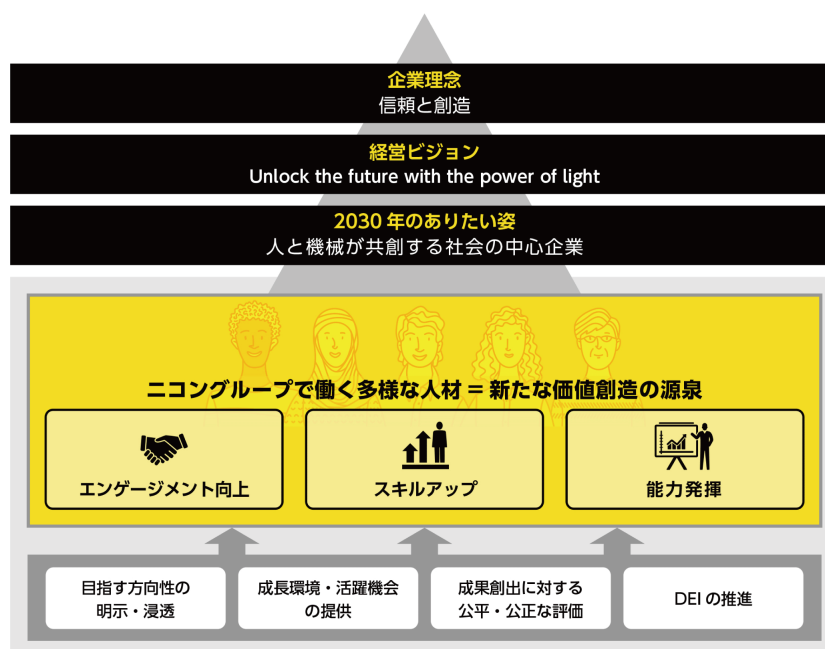 企業理念
信頼と創造
経営ビジョン
Unlock the future with the power of light
2030年のありたい姿
人と機械が共創する社会の中心企業
ニコングループで働く多様な人材＝新たな価値創造の源泉
エンゲージメント向上
スキルアップ
能力発揮
目指す方向性の
明示・浸透
成長環境・活躍機会
の提供
成果創出に対する
公平・公正な評価
DEIの推進